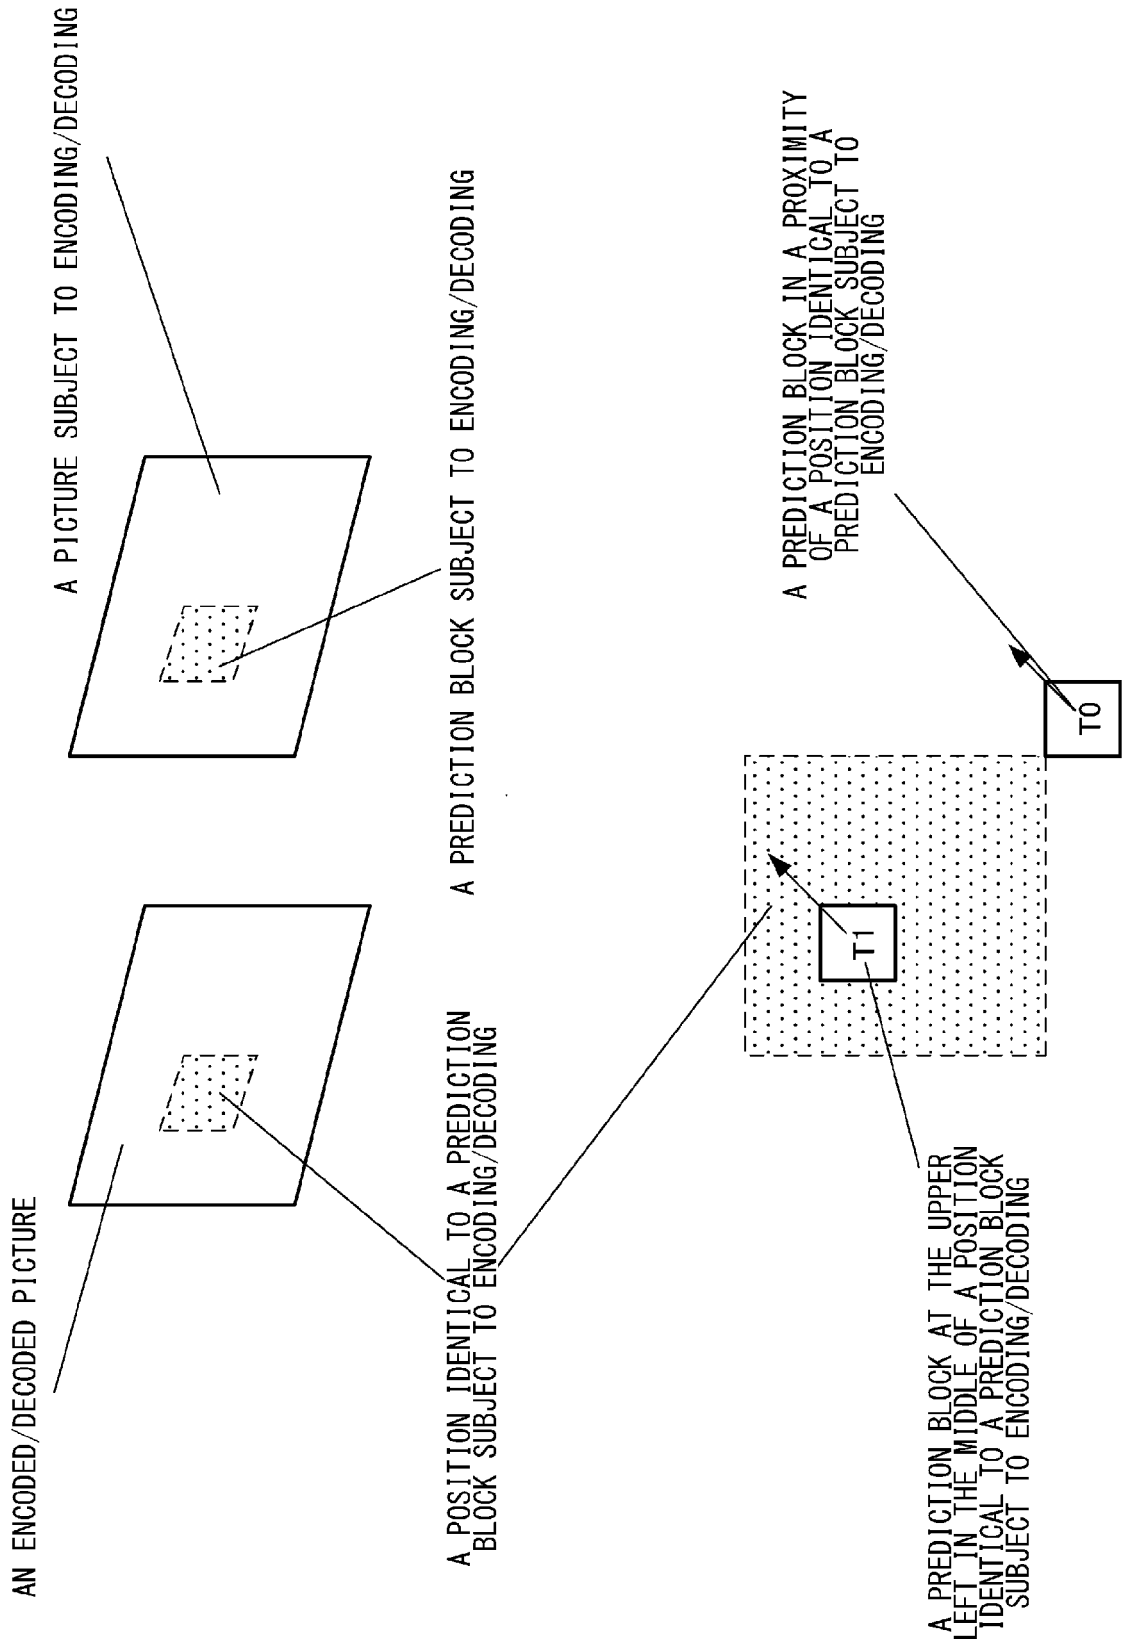 AN ENCODED/DECODED PICTURE
A PICTURE SUBJECT TO ENCODING/DECODING
A POSITION IDENTICAL TO A PREDICTION
BLOCK SUBJECT TO ENCODING/DECODING
A PREDICTION BLOCK SUBJECT TO ENCODING/DECODING
A PREDICTION BLOCK AT THE UPPER
LEFT IN THE MIDDLE OF A POSITION
IDENTICAL TO A PREDICTION BLOCK
SUBJECT TO ENCODING/DECODING
T1
T0
A PREDICTION BLOCK IN A PROXIMITY
OF A POSITION IDENTICAL TO A
PREDICTION BLOCK SUBJECT TO
ENCODING/DECODING